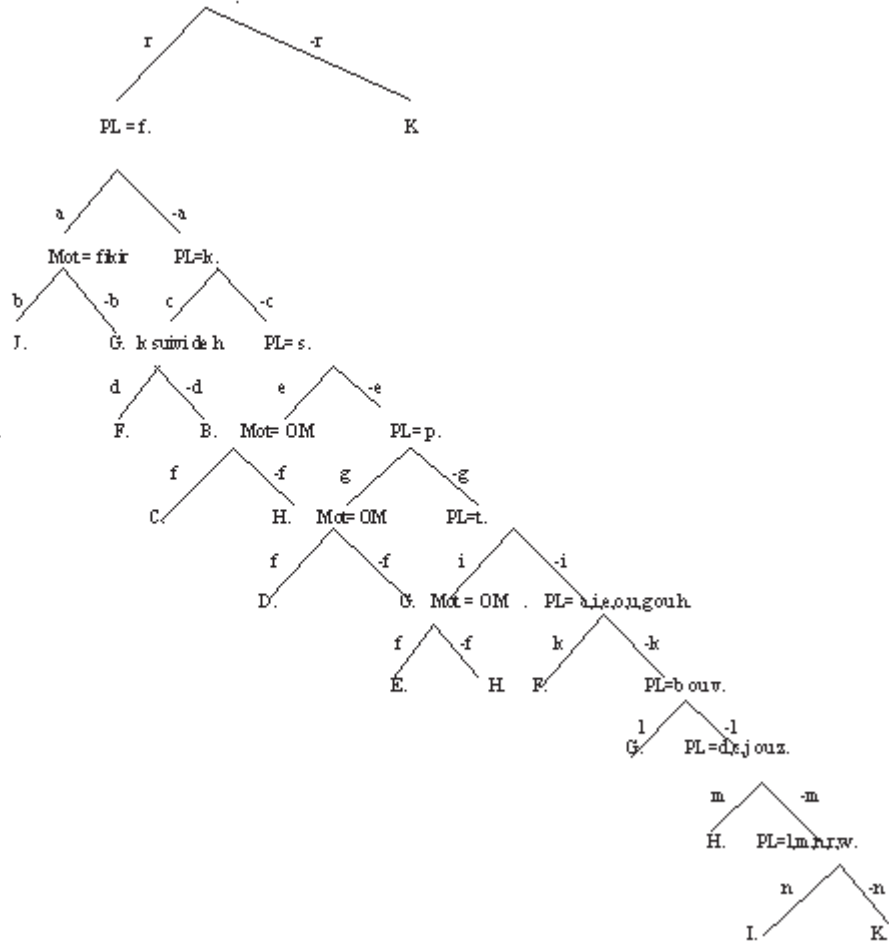 r -r
PL = f. K
a -a
Mot= fikir PL=k.
b -b c -c
J. G. k suivi de h PL= s.
d -d e -e
F. B. Mot= OM PL=p.
f -f g -g
C. H. Mot= OM PL=t.
f -f i -i
D. G. Mot = OM . PL= a,i,e,o,u,g ou h.
f -f k -k
E. H. F. PL=b ou v.
l -l
G. PL=d,c,j ou z.
m -m
H. PL=l,m,n,r,w.
n -n
I. K.